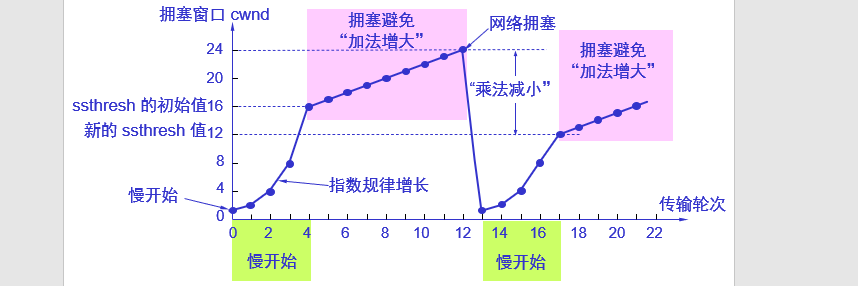 拥塞窗口 cwnd
拥塞避免
“加法增大”
网络拥塞
拥塞避免
“加法增大”
24
20
“乘法减小”
ssthresh 的初始值 16
新的 ssthresh 值 12
8
指数规律增长
4
慢开始
0
传输轮次
0 2 4 6 8 10 12 14 16 18 20 22
慢开始
慢开始